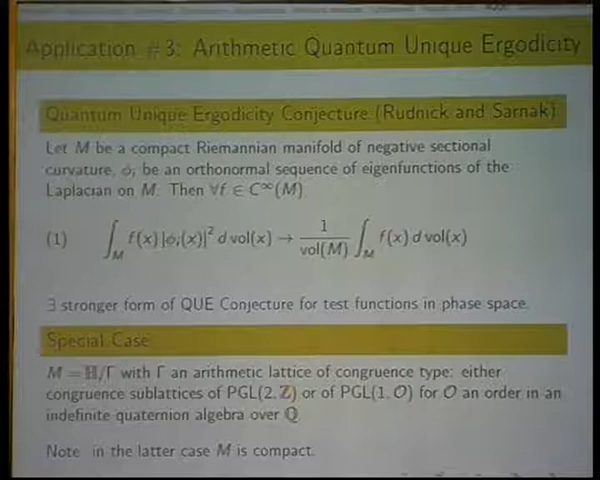 Application #3: Arithmetic Quantum Unique Ergodicity
Quantum Unique Ergodicity Conjecture (Rudnick and Sarnak)
Let M be a compact Riemannian manifold of negative sectional
curvature, ϕᵢ be an orthonormal sequence of eigenfunctions of the
Laplacian on M. Then ∀f ∈ C^∞(M)
(1) ∫_M f(x)|ϕᵢ(x)|² d vol(x) → 1/vol(M) ∫_M f(x) d vol(x)
∃ stronger form of QUE Conjecture for test functions in phase space.
Special Case
M = ℍ/Γ with Γ an arithmetic lattice of congruence type: either
congruence sublattices of PGL(2,ℤ) or of PGL(1,O) for O an order in an
indefinite quaternion algebra over ℚ
Note in the latter case M is compact.